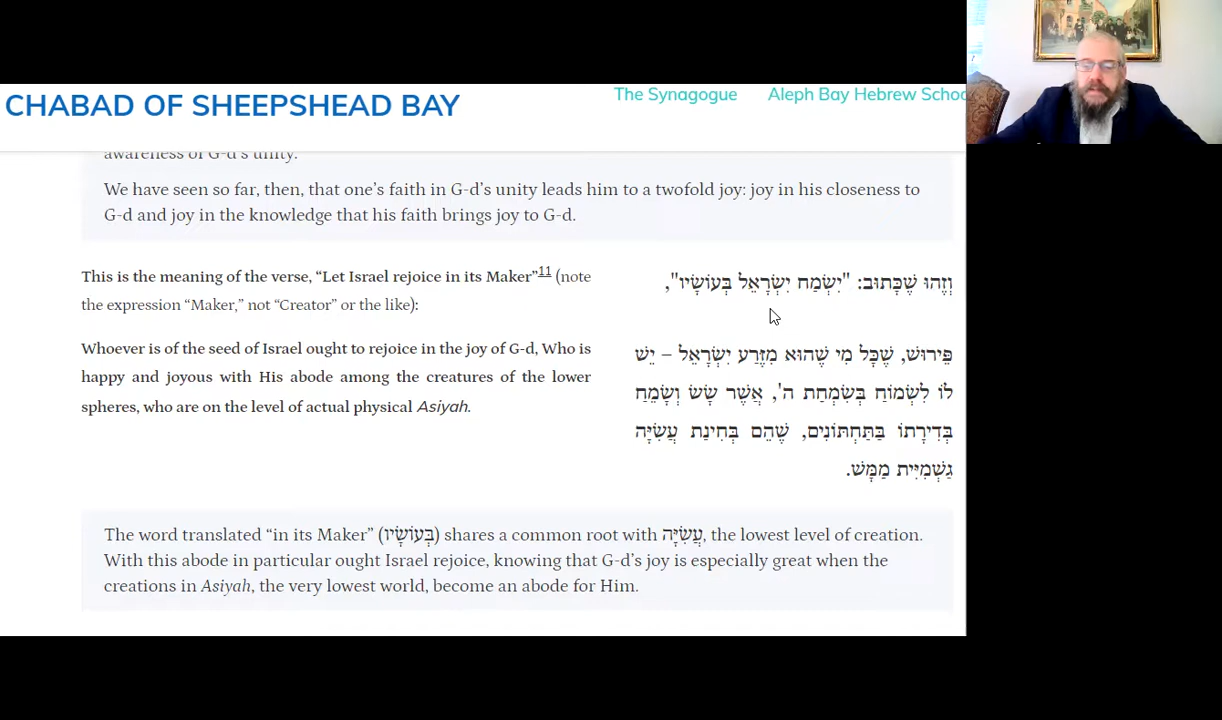 CHABAD OF SHEEPSHEAD BAY
The Synagogue
Aleph Bay Hebrew
awareness of G-d's unity.
We have seen so far, then, that one's faith in G-d's unity leads him to a twofold joy: joy in his closeness to
G-d and joy in the knowledge that his faith brings joy to G-d.
This is the meaning of the verse, “Let Israel rejoice in its Maker”11 (note
the expression “Maker,” not “Creator” or the like):
Whoever is of the seed of Israel ought to rejoice in the joy of G-d, Who is
happy and joyous with His abode among the creatures of the lower
spheres, who are on the level of actual physical Asiyah.
וְזֶהוּ שֶׁכָּתוּב: "יִשְׂמַח יִשְׂרָאֵל בְּעוֹשָׂיו",
פֵּירוּשׁ, שֶׁכָּל מִי שֶׁהוּא מִזֶּרַע יִשְׂרָאֵל – יֵשׁ
לוֹ לִשְׂמוֹחַ בְּשִׂמְחַת ה', אֲשֶׁר שָׂשׂ וְשָׂמֵחַ
בְּדִירָתוֹ בַּתַּחְתּוֹנִים, שֶׁהֵם בְּחִינַת עֲשִׂיָּה
גַשְׁמִיִּית מַמָּשׁ.
The word translated “in its Maker” (בְּעוֹשָׂיו) shares a common root with עֲשִׂיָּה, the lowest level of creation.
With this abode in particular ought Israel rejoice, knowing that G-d's joy is especially great when the
creations in Asiyah, the very lowest world, become an abode for Him.